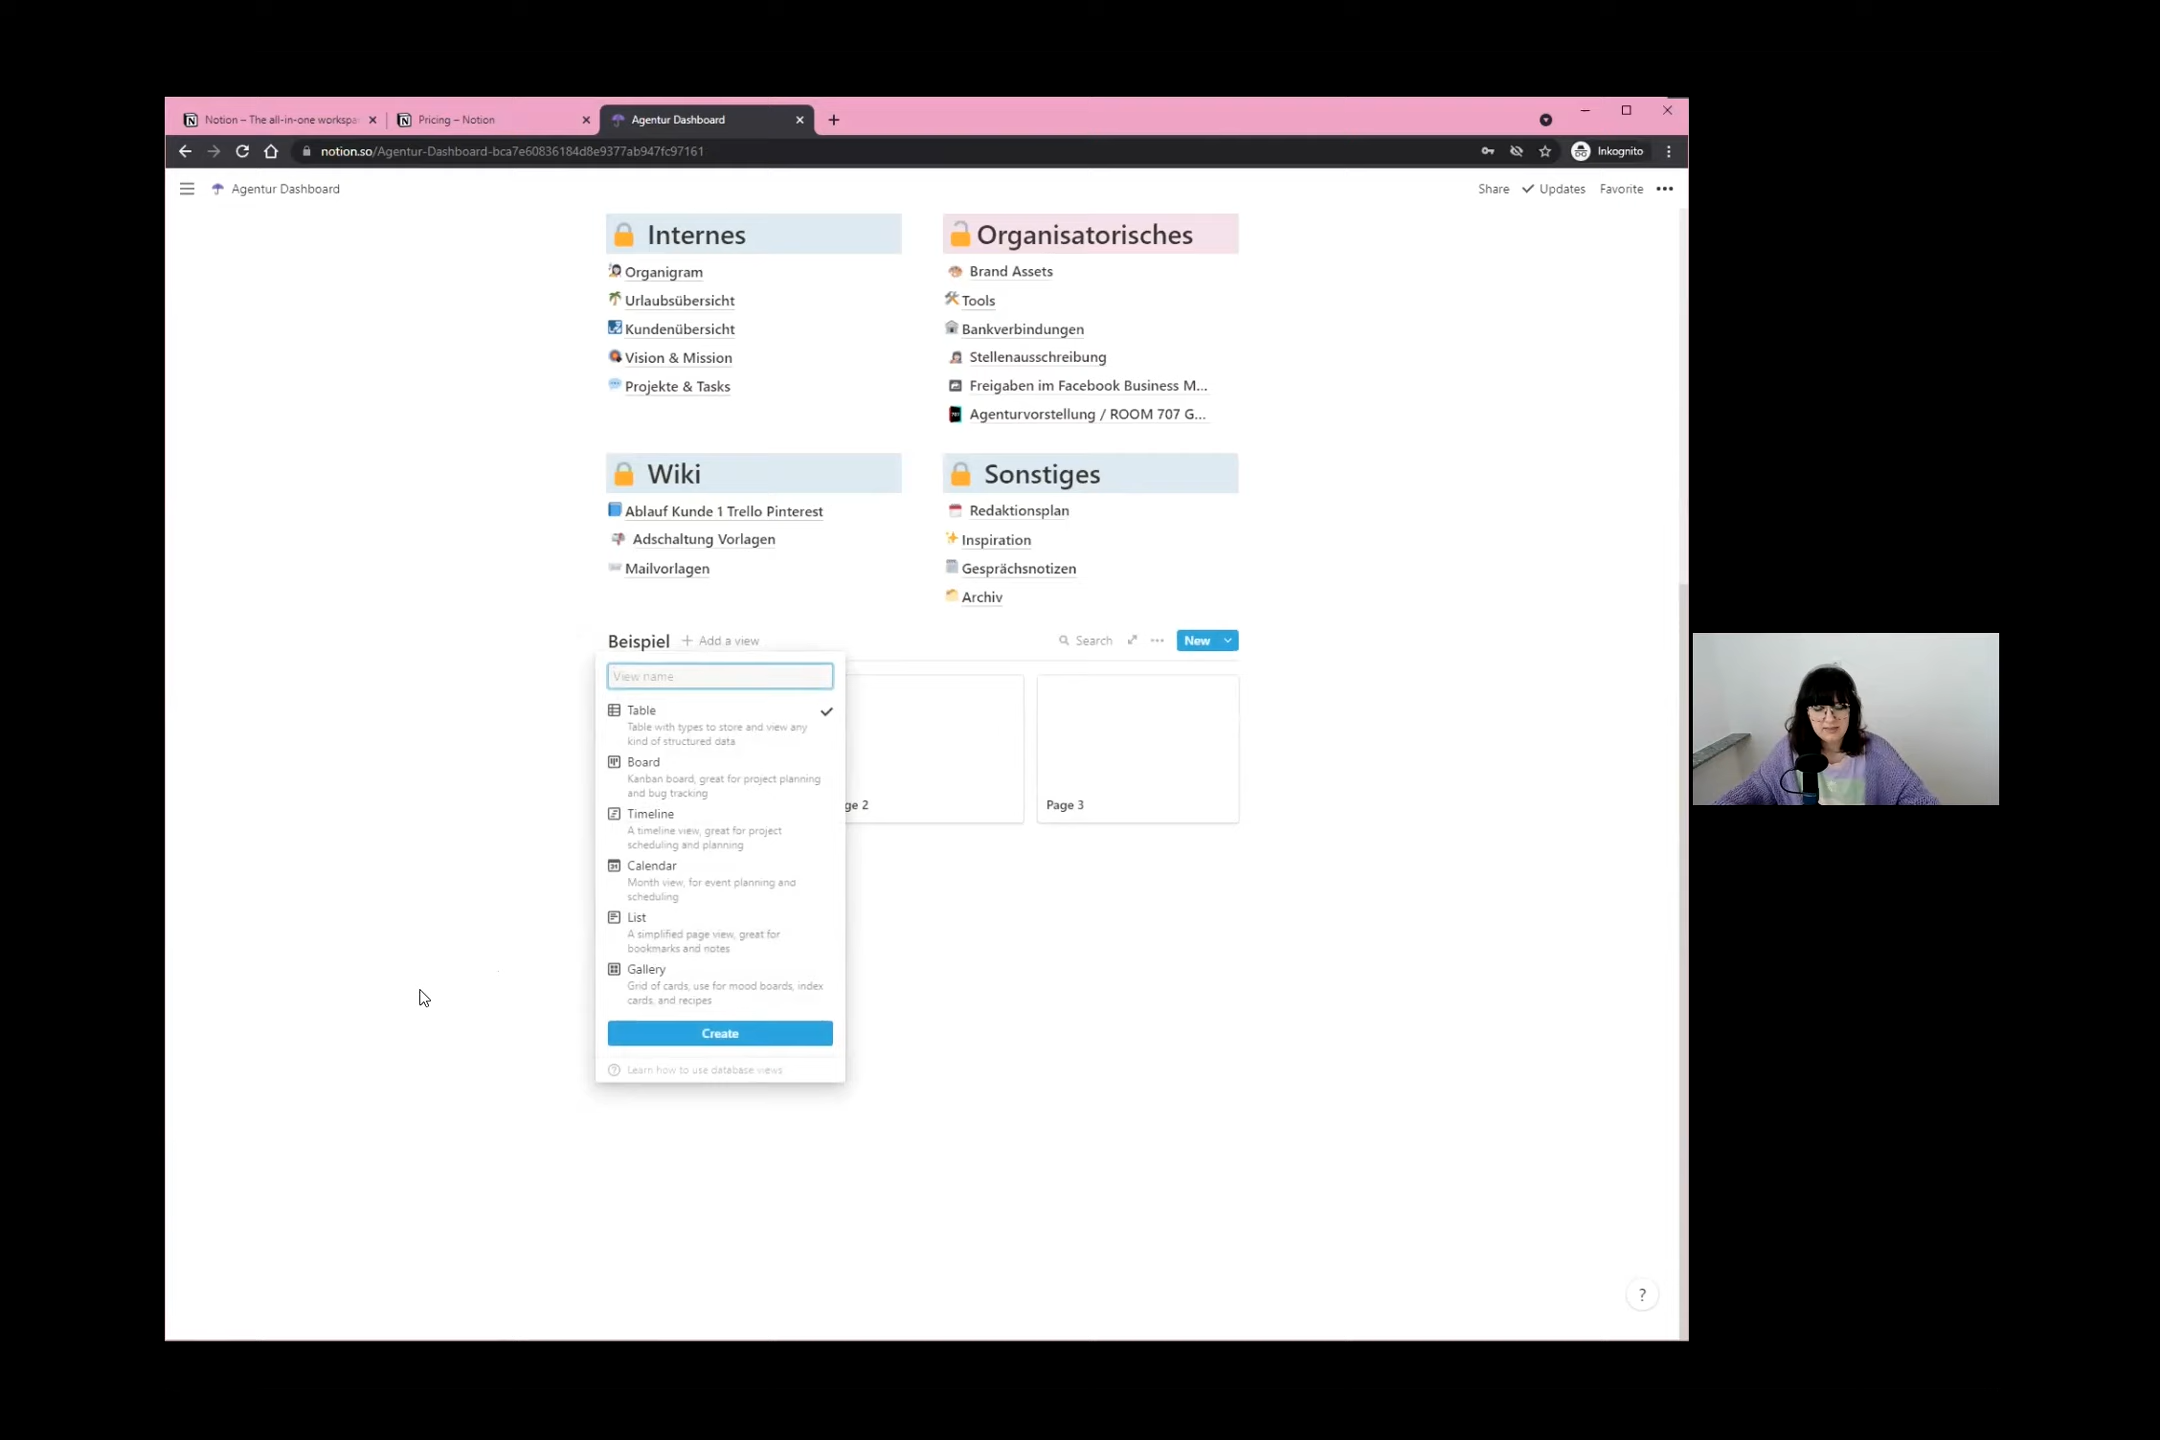 Notion – The all-in-one workspa
Pricing – Notion
Agentur Dashboard
notion.so/Agentur-Dashboard-bca7e60836184d8e9377ab947fc97161
Inkognito
Agentur Dashboard
Share
Updates
Favorite
Internes
Organigram
Urlaubsübersicht
Kundenübersicht
Vision & Mission
Projekte & Tasks
Organisatorisches
Brand Assets
Tools
Bankverbindungen
Stellenausschreibung
Freigaben im Facebook Business M...
Agenturvorstellung / ROOM 707 G...
Wiki
Ablauf Kunde 1 Trello Pinterest
Adschaltung Vorlagen
Mailvorlagen
Sonstiges
Redaktionsplan
Inspiration
Gesprächsnotizen
Archiv
Beispiel
+ Add a view
Search
New
View name
Table
Table with types to store and view any
kind of structured data
Board
Kanban board, great for project planning
and bug tracking
Timeline
A timeline view, great for project
scheduling and planning
Calendar
Month view, for event planning and
scheduling
List
A simplified page view, great for
bookmarks and notes
Gallery
Grid of cards, use for mood boards, index
cards, and recipes
Create
Learn how to use database views
ge 2
Page 3
?